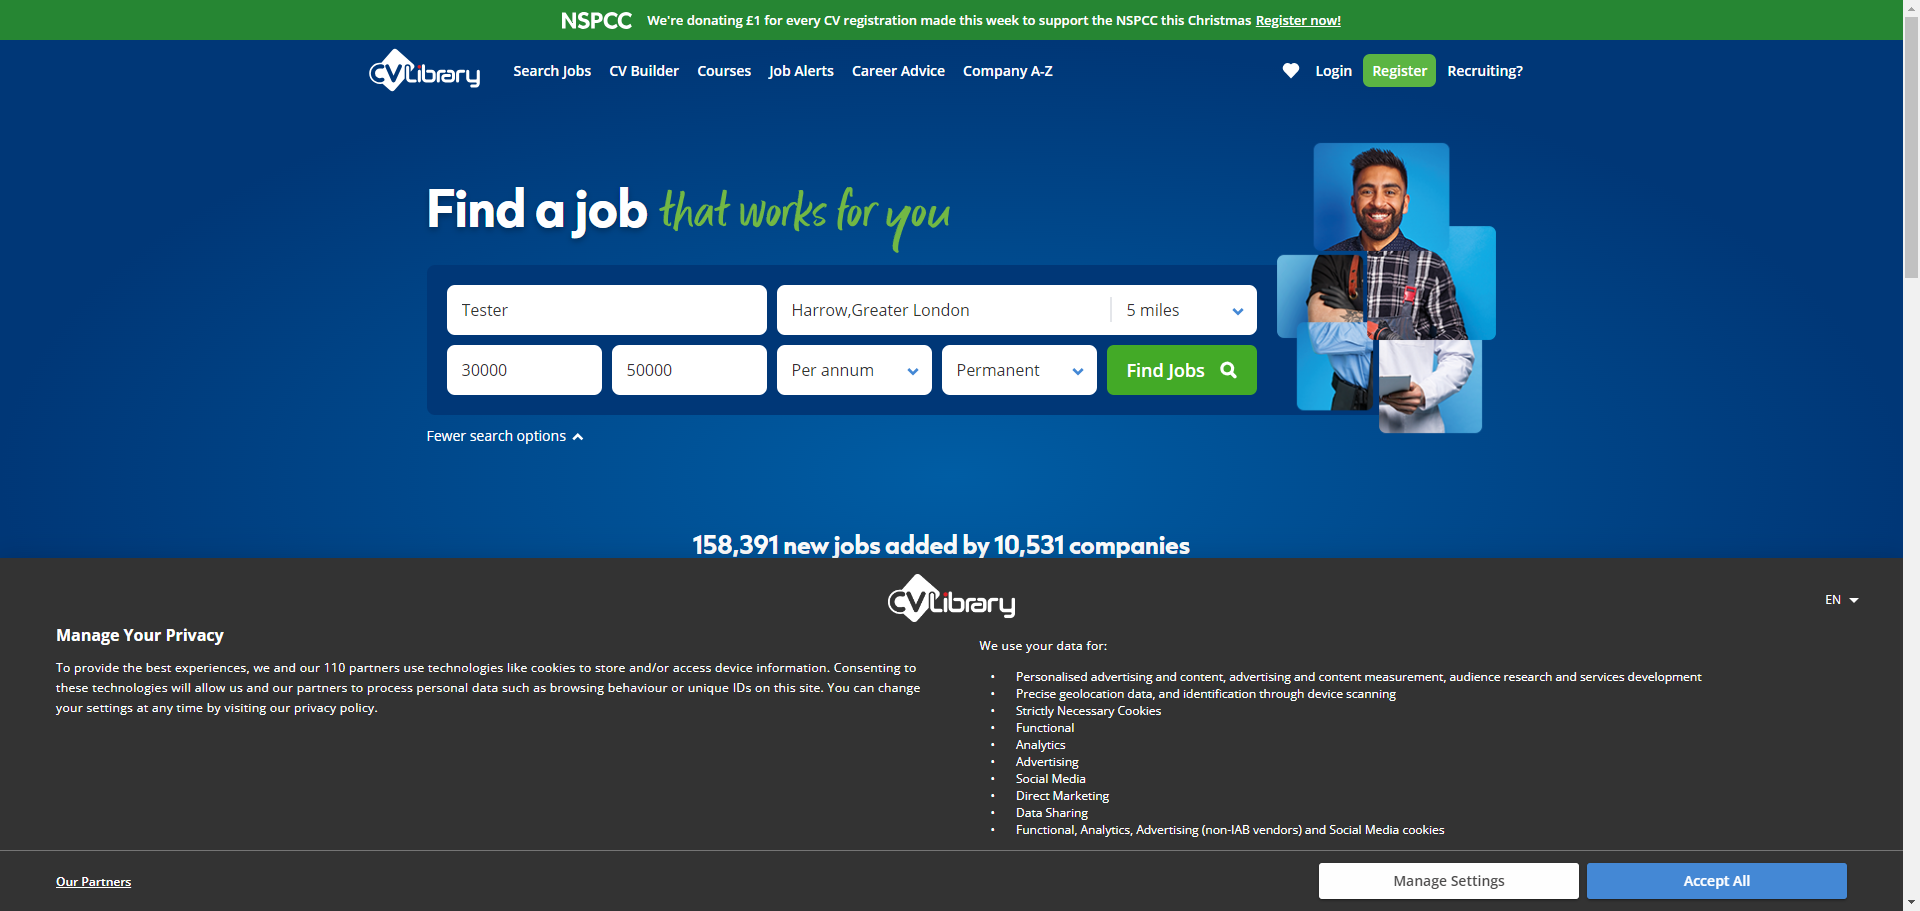 NSPCC We're donating £1 for every CV registration made this week to support the NSPCC this Christmas Register now!
CVLibrary Search Jobs CV Builder Courses Job Alerts Career Advice Company A-Z Login Register Recruiting?
Find a job that works for you
Tester Harrow,Greater London 5 miles
30000 50000 Per annum Permanent Find Jobs
Fewer search options
158,391 new jobs added by 10,531 companies
CVLibrary
EN
Manage Your Privacy
To provide the best experiences, we and our 110 partners use technologies like cookies to store and/or access device information. Consenting to
these technologies will allow us and our partners to process personal data such as browsing behaviour or unique IDs on this site. You can change
your settings at any time by visiting our privacy policy.
We use your data for:
• Personalised advertising and content, advertising and content measurement, audience research and services development
• Precise geolocation data, and identification through device scanning
• Strictly Necessary Cookies
• Functional
• Analytics
• Advertising
• Social Media
• Direct Marketing
• Data Sharing
• Functional, Analytics, Advertising (non-IAB vendors) and Social Media cookies
Our Partners Manage Settings Accept All